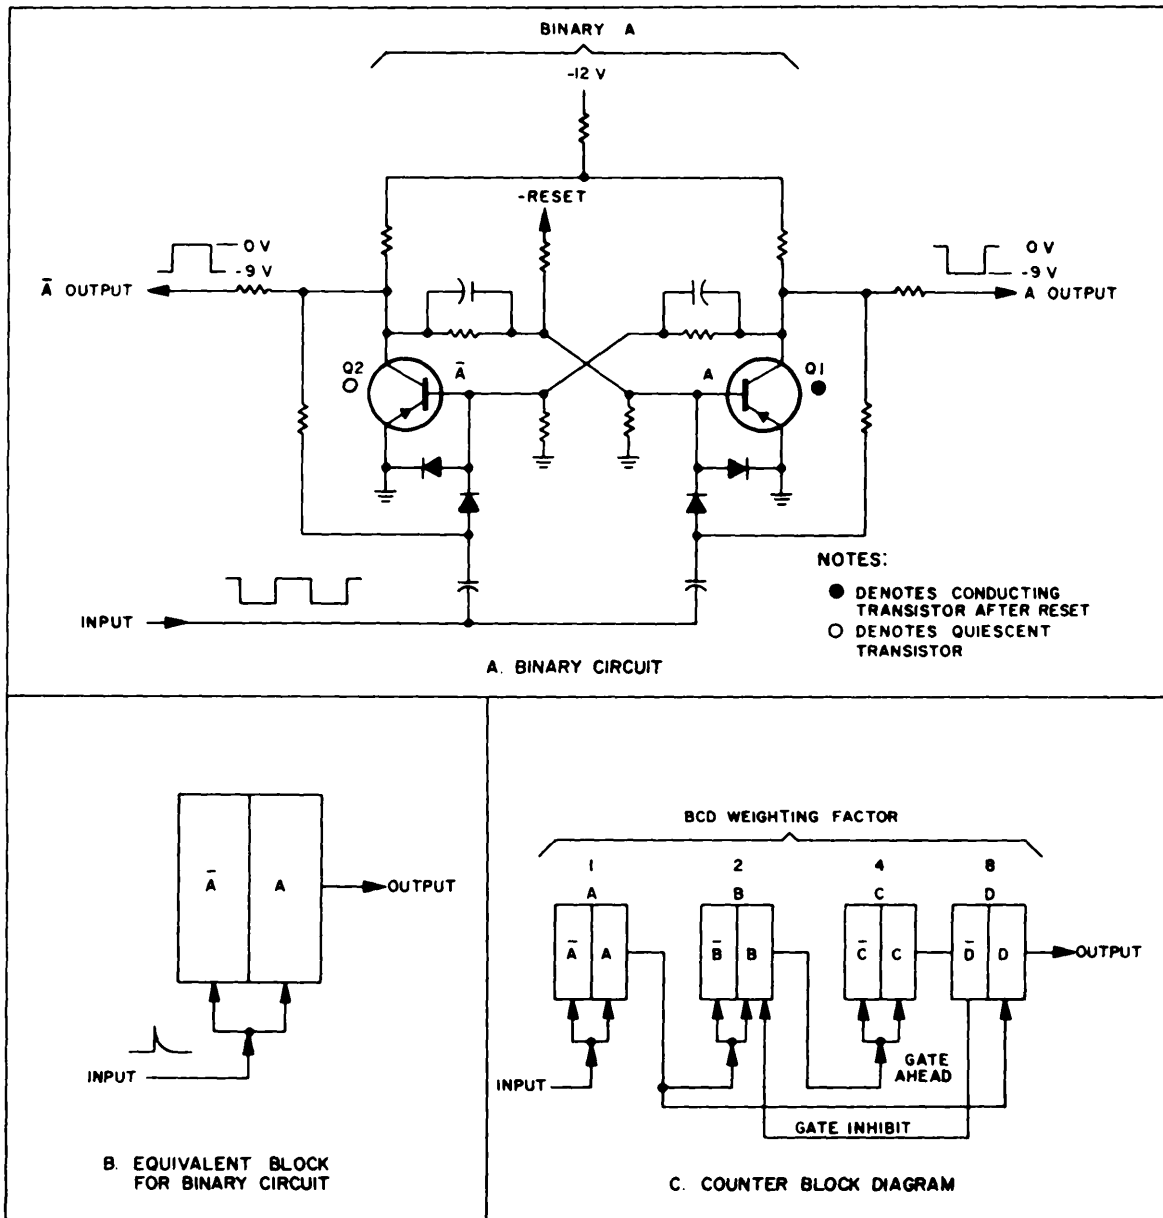 BINARY A
-12 V
-RESET
0 V
-9 V
Ā OUTPUT
0 V
-9 V
A OUTPUT
Q2
Ā
A
Q1
INPUT
NOTES:
● DENOTES CONDUCTING
TRANSISTOR AFTER RESET
○ DENOTES QUIESCENT
TRANSISTOR
A. BINARY CIRCUIT
Ā
A
OUTPUT
INPUT
B. EQUIVALENT BLOCK
FOR BINARY CIRCUIT
BCD WEIGHTING FACTOR
1 2 4 8
A B C D
Ā A B̄ B C̄ C D̄ D
OUTPUT
INPUT
GATE
AHEAD
GATE INHIBIT
C. COUNTER BLOCK DIAGRAM